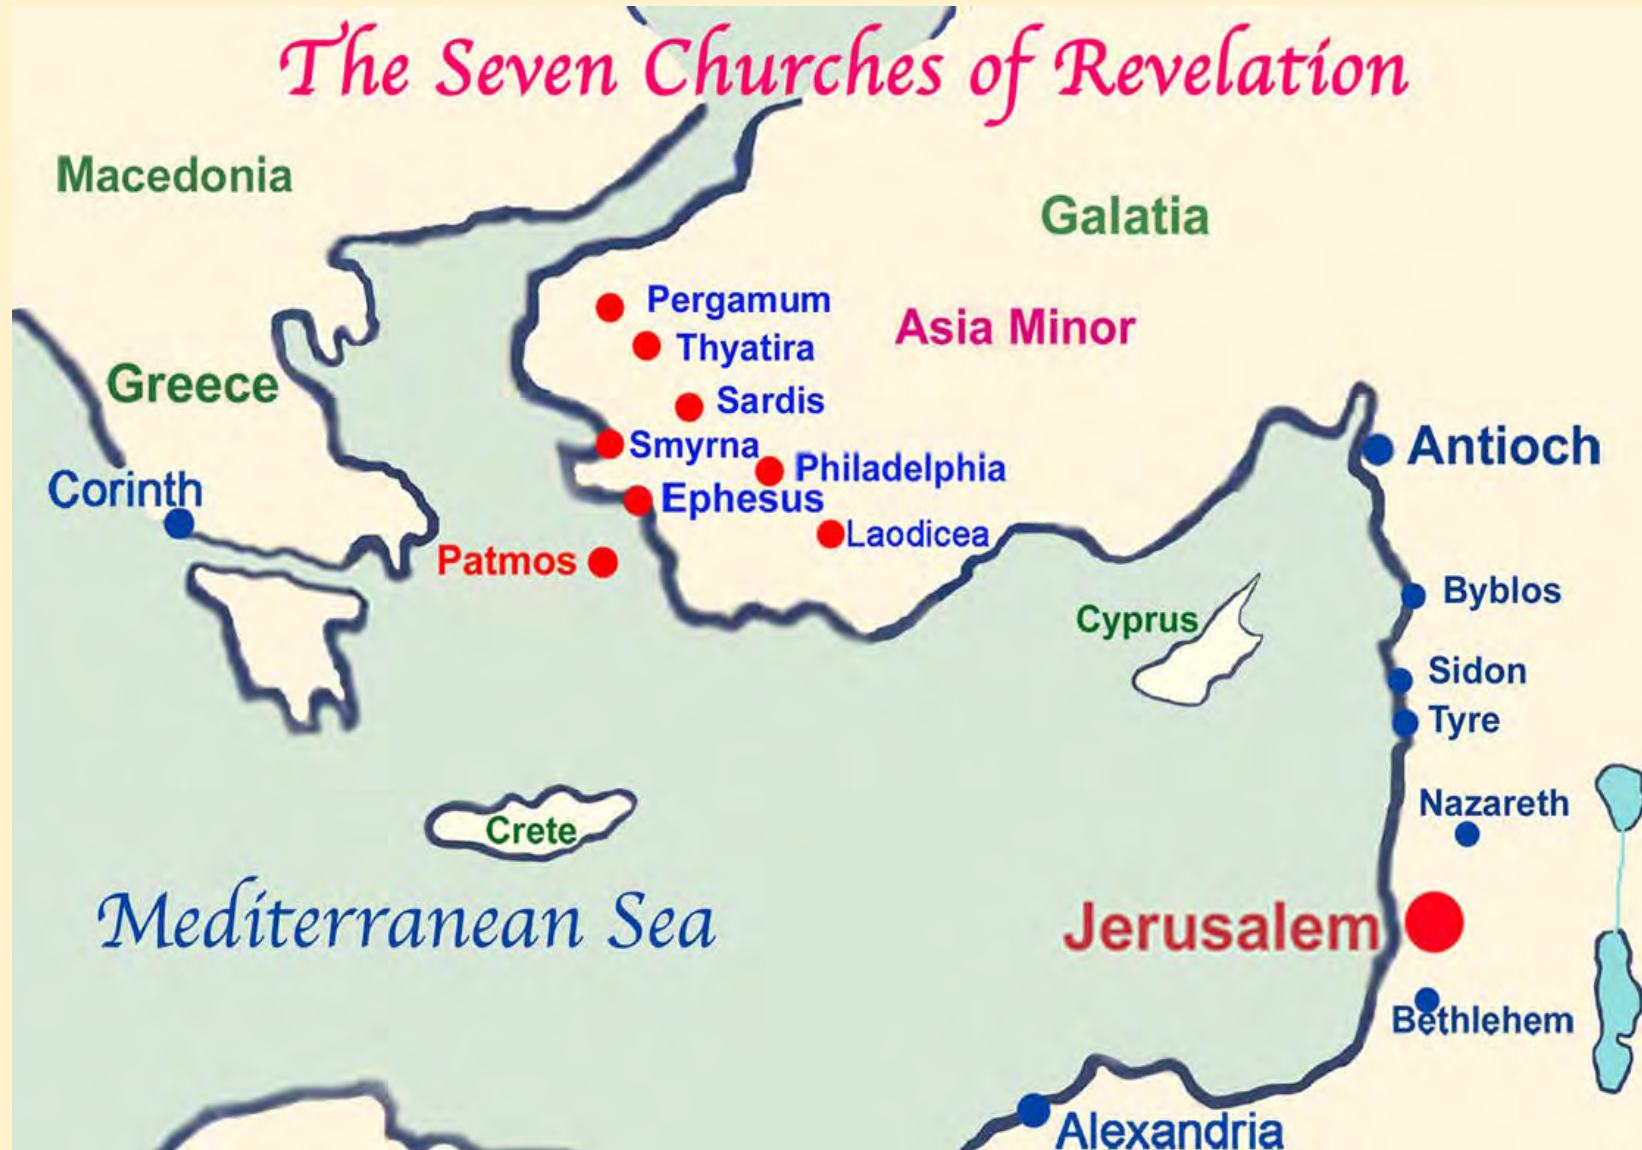 The Seven Churches of Revelation
Macedonia
Galatia
Pergamum
Asia Minor
Thyatira
Greece
Sardis
Smyrna
Antioch
Philadelphia
Corinth
Ephesus
Laodicea
Patmos
Byblos
Cyprus
Sidon
Tyre
Nazareth
Crete
Mediterranean Sea
Jerusalem
Bethlehem
Alexandria